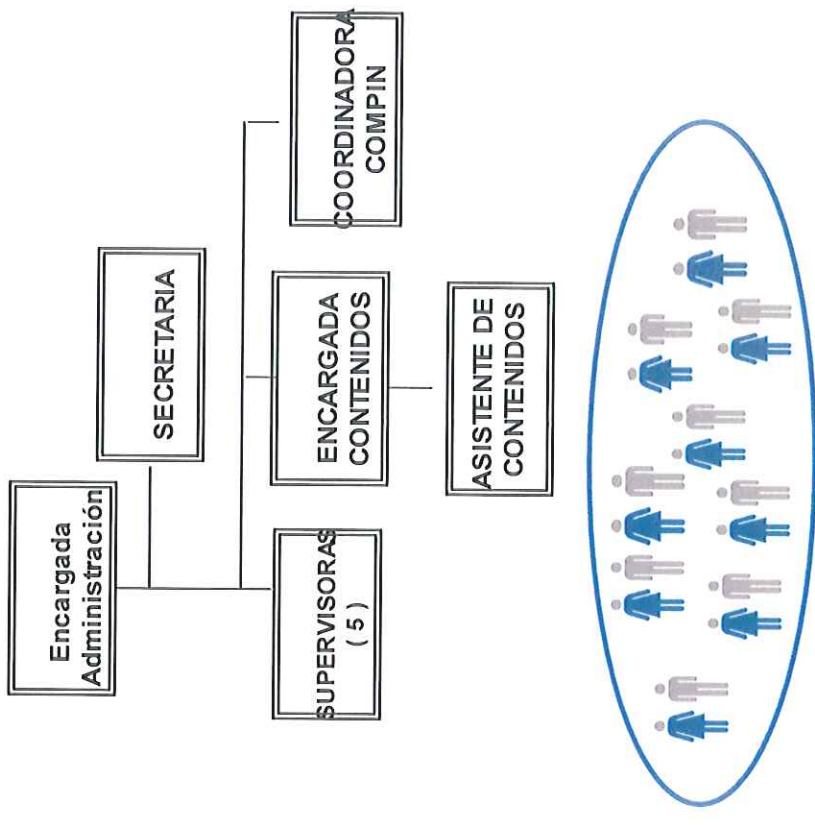 Encargada
Administración
SECRETARIA
SUPERVISORAS
( 5 )
ENCARGADA
CONTENIDOS
COORDINADORA
COMPIN
ASISTENTE DE
CONTENIDOS